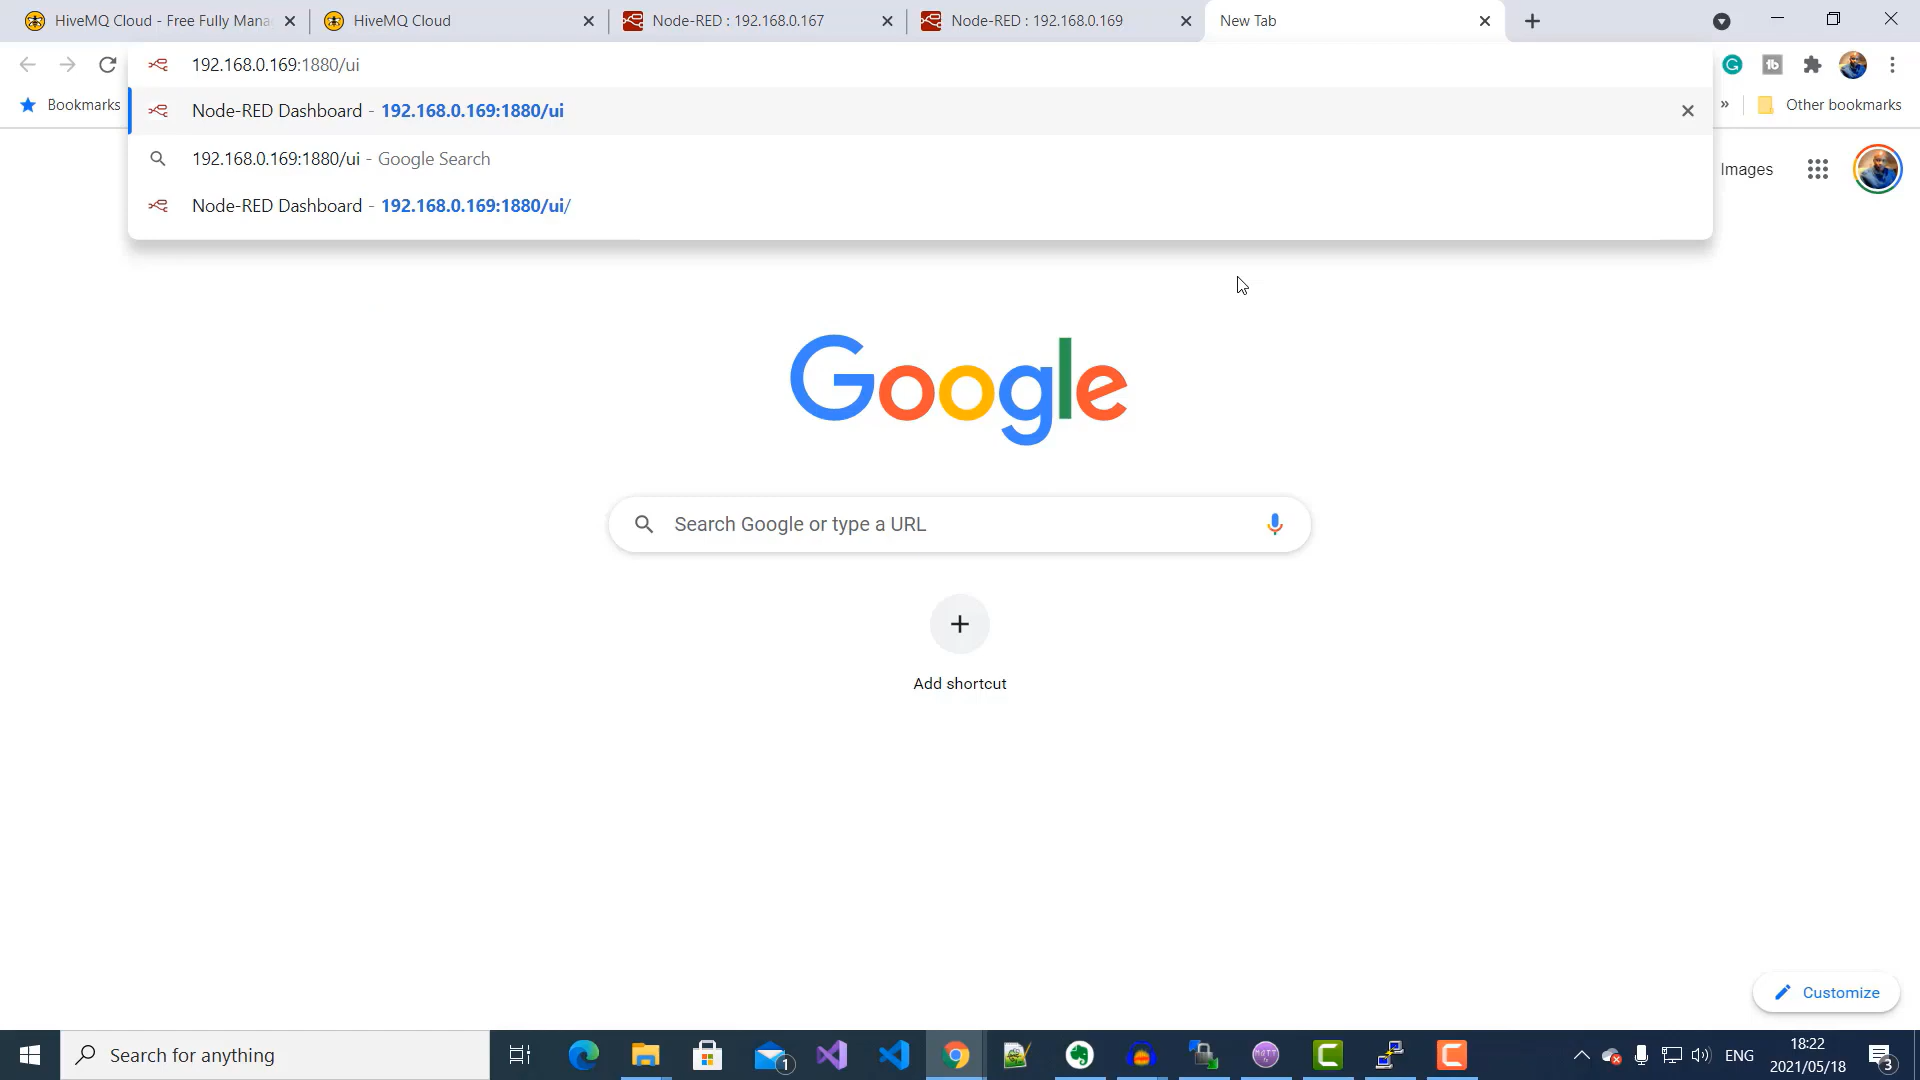 HiveMQ Cloud - Free Fully Mana
HiveMQ Cloud
Node-RED : 192.168.0.167
Node-RED : 192.168.0.169
New Tab
192.168.0.169:1880/ui
Bookmarks
Node-RED Dashboard - 192.168.0.169:1880/ui
Other bookmarks
192.168.0.169:1880/ui - Google Search
Images
Node-RED Dashboard - 192.168.0.169:1880/ui/
Google
Search Google or type a URL
Add shortcut
Customize
Search for anything
1
ENG
18:22
2021/05/18
3